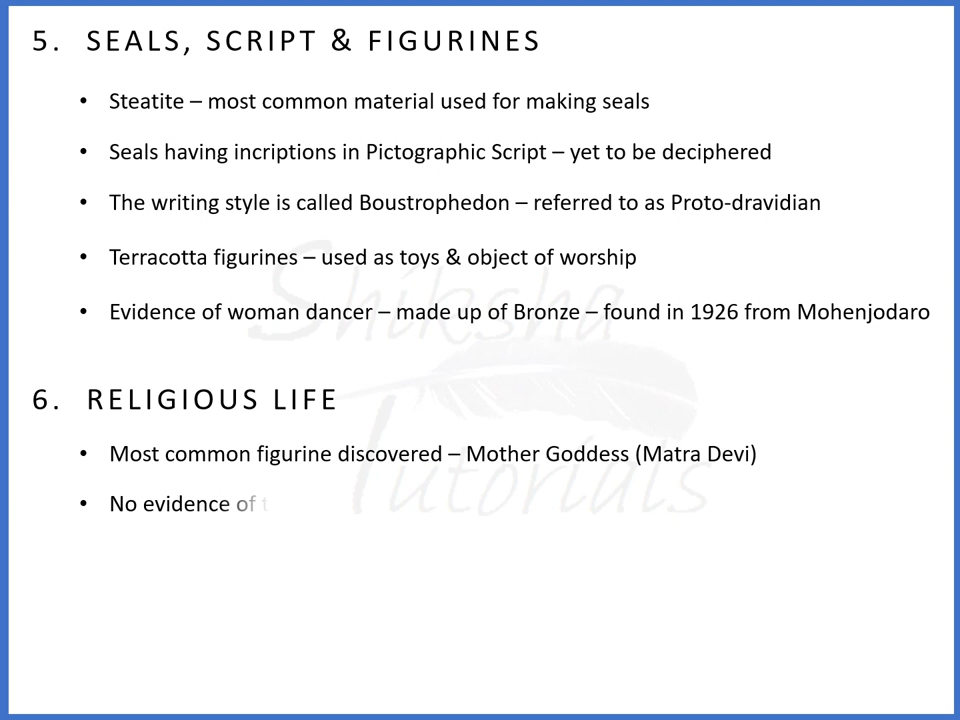 5. SEALS, SCRIPT & FIGURINES
• Steatite – most common material used for making seals
• Seals having incriptions in Pictographic Script – yet to be deciphered
• The writing style is called Boustrophedon – referred to as Proto-dravidian
• Terracotta figurines – used as toys & object of worship
• Evidence of woman dancer – made up of Bronze – found in 1926 from Mohenjodaro
Shiksha
Tutorials
6. RELIGIOUS LIFE
• Most common figurine discovered – Mother Goddess (Matra Devi)
• No evidence of t